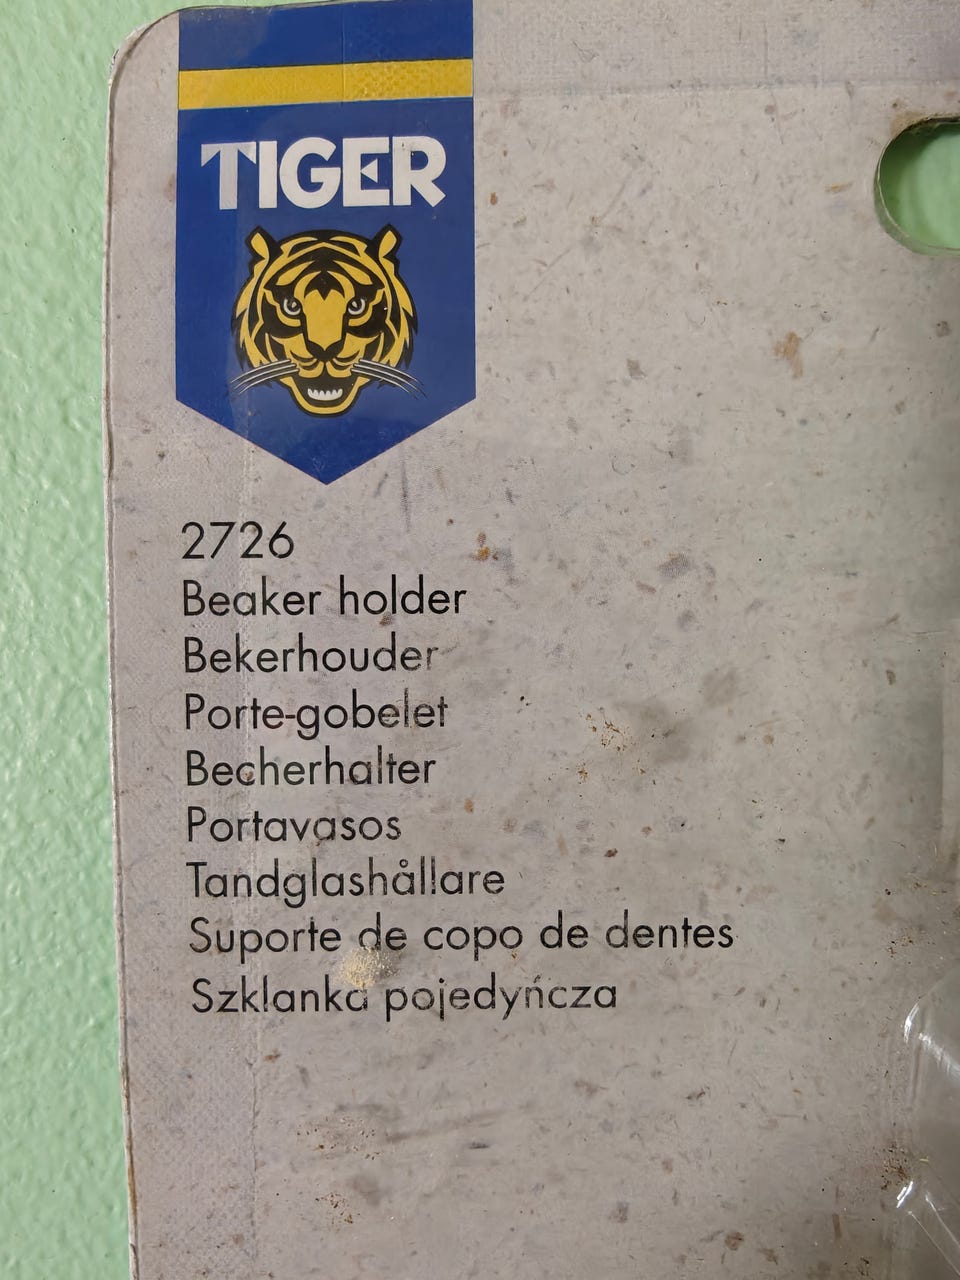 TIGER
2726
Beaker holder
Bekerhouder
Porte-gobelet
Becherhalter
Portavasos
Tandglashållare
Suporte de copo de dentes
Szklanka pojedyńcza